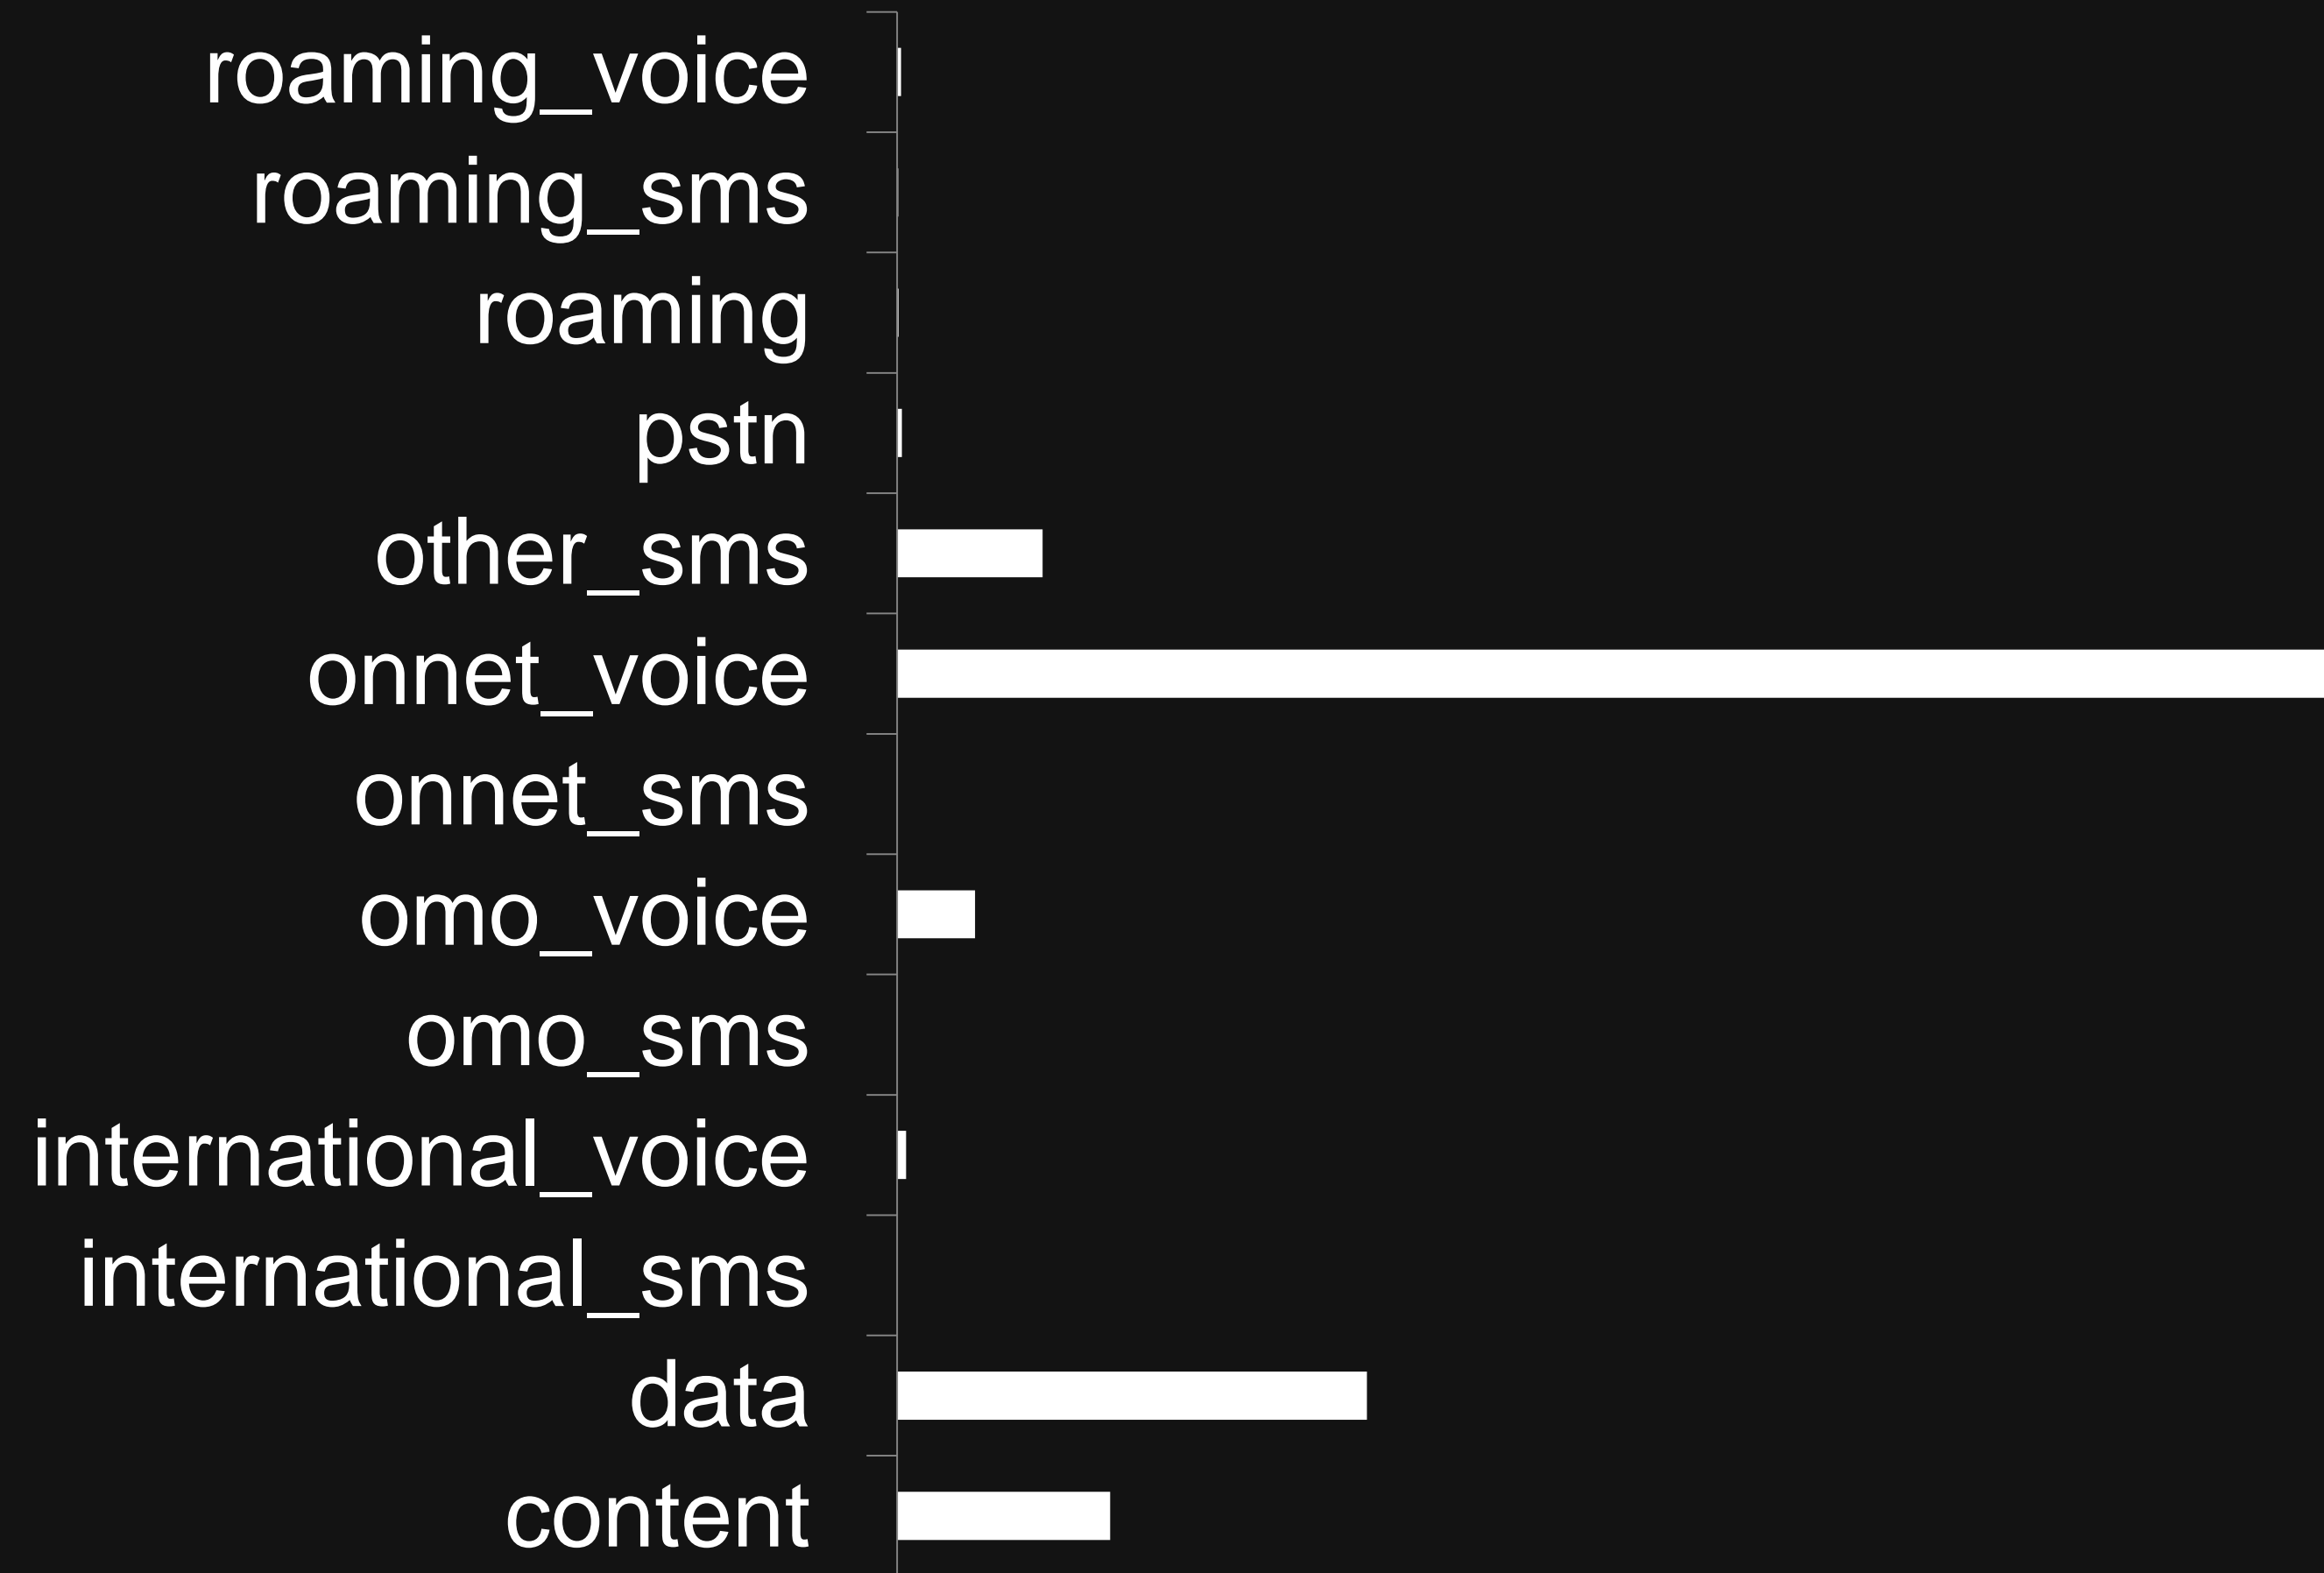 roaming_voice
roaming_sms
roaming
pstn
other_sms
onnet_voice
onnet_sms
omo_voice
omo_sms
international_voice
international_sms
data
content